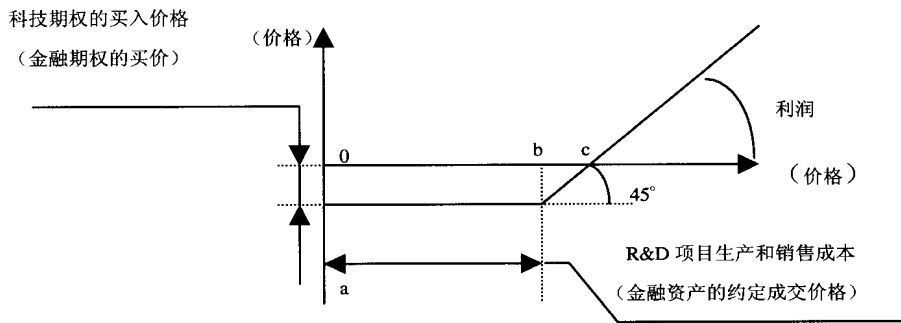 科技期权的买入价格
（金融期权的买价）
（价格）
利润
0
b
c
（价格）
45°
R&D 项目生产和销售成本
（金融资产的约定成交价格）
a